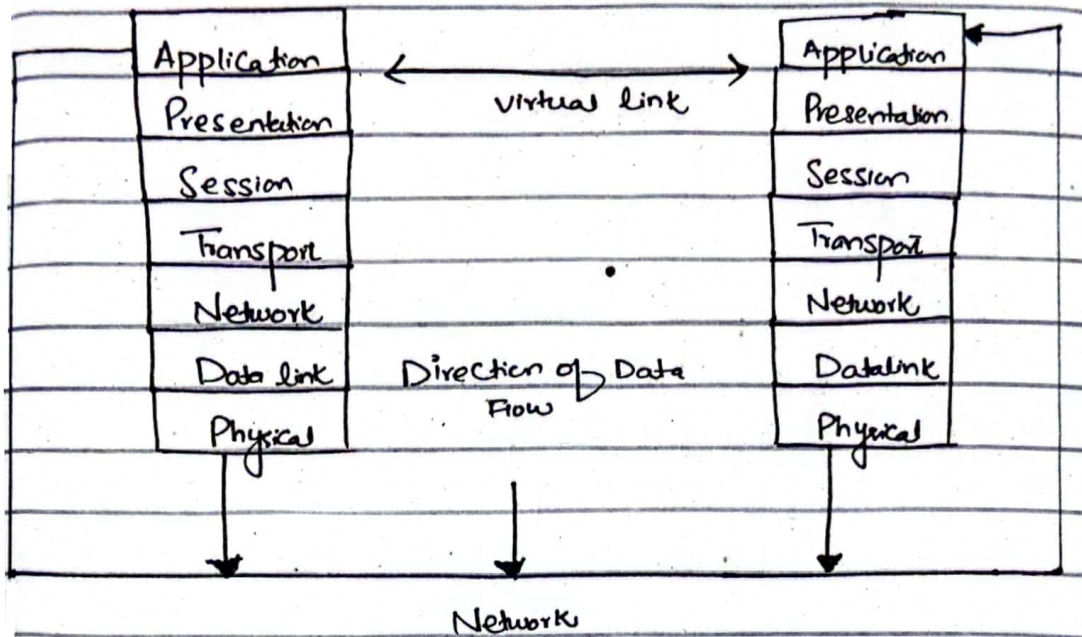 Application
Presentation
Session
Transport
Network
Data link
Physical
virtual link
Direction of Data
Flow
Application
Presentation
Session
Transport
Network
Datalink
Physical
Network